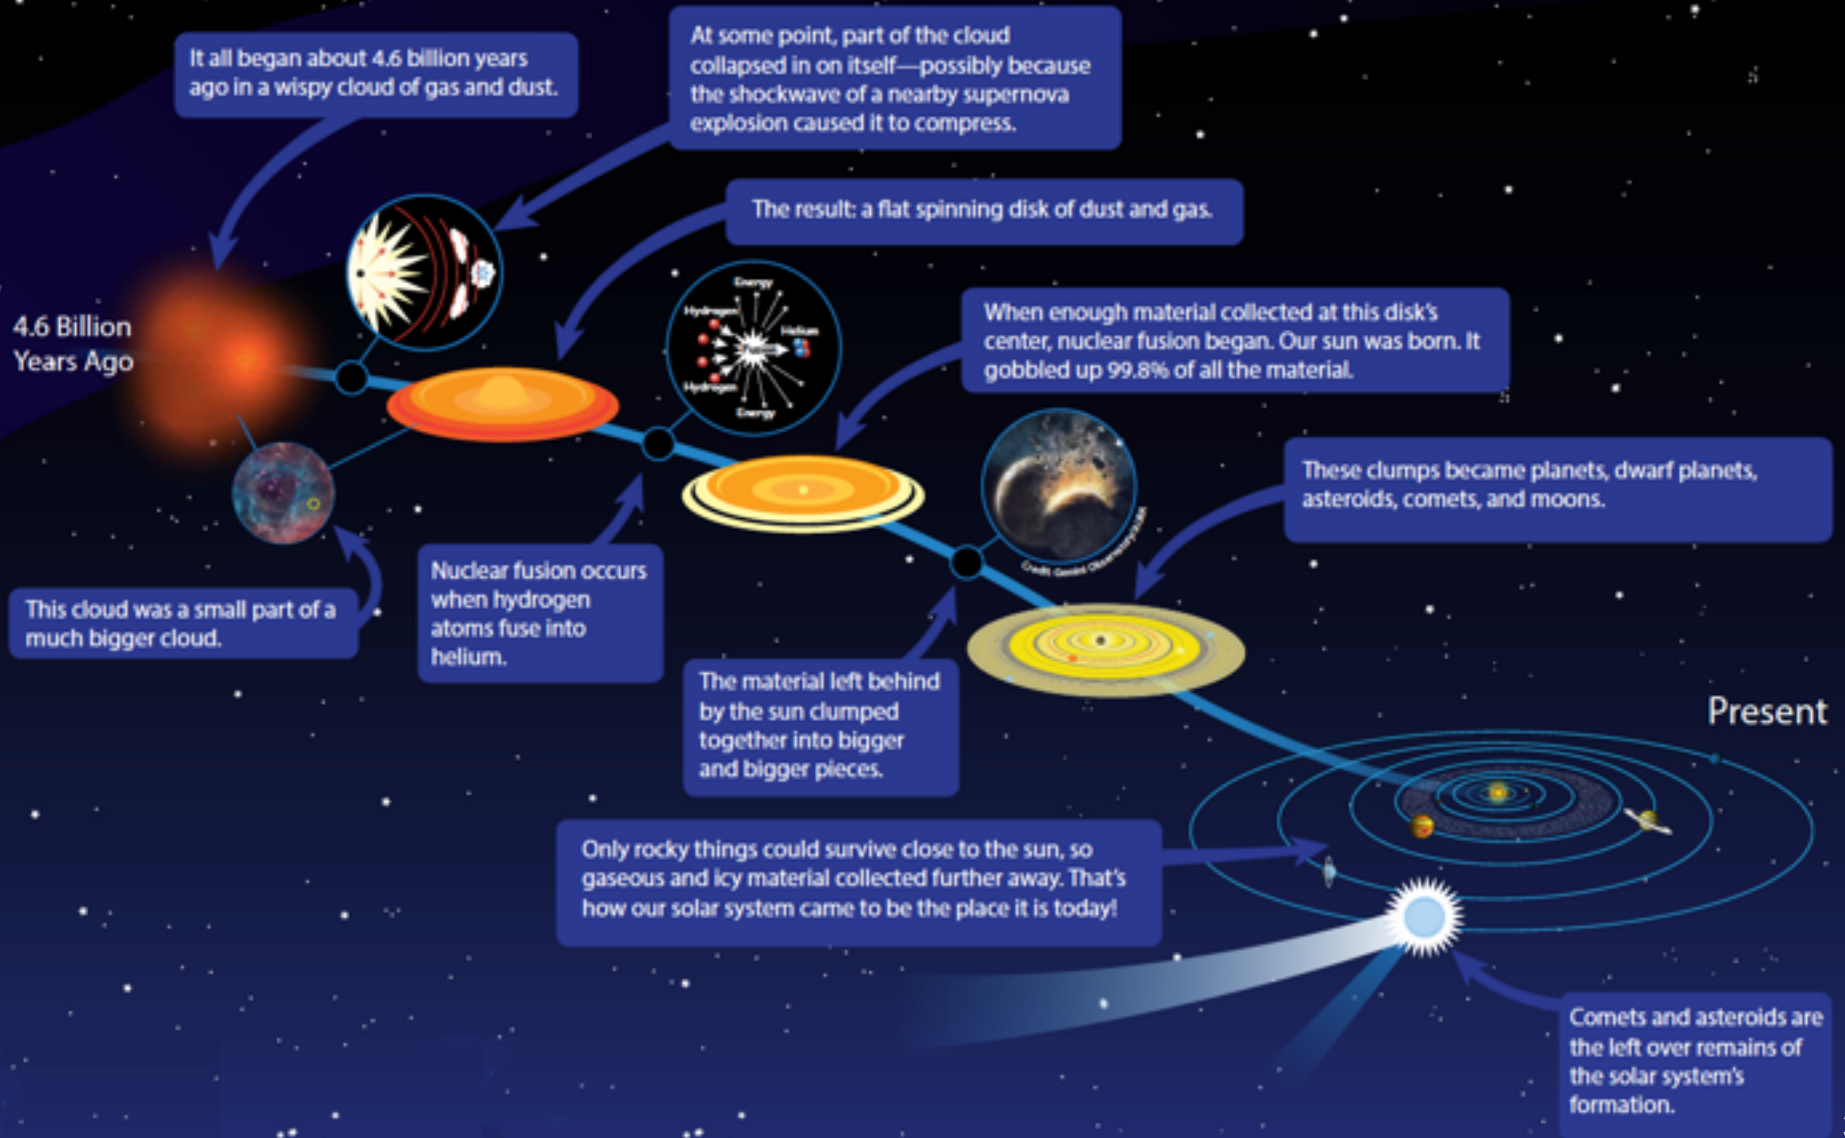 It all began about 4.6 billion years
ago in a wispy cloud of gas and dust.
At some point, part of the cloud
collapsed in on itself—possibly because
the shockwave of a nearby supernova
explosion caused it to compress.
The result: a flat spinning disk of dust and gas.
4.6 Billion
Years Ago
Energy
Hydrogen
Helium
Hydrogen
Energy
When enough material collected at this disk's
center, nuclear fusion began. Our sun was born. It
gobbled up 99.8% of all the material.
Credit: Gemini Observatory/AURA
These clumps became planets, dwarf planets,
asteroids, comets, and moons.
This cloud was a small part of a
much bigger cloud.
Nuclear fusion occurs
when hydrogen
atoms fuse into
helium.
The material left behind
by the sun clumped
together into bigger
and bigger pieces.
Present
Only rocky things could survive close to the sun, so
gaseous and icy material collected further away. That's
how our solar system came to be the place it is today!
Comets and asteroids are
the left over remains of
the solar system's
formation.